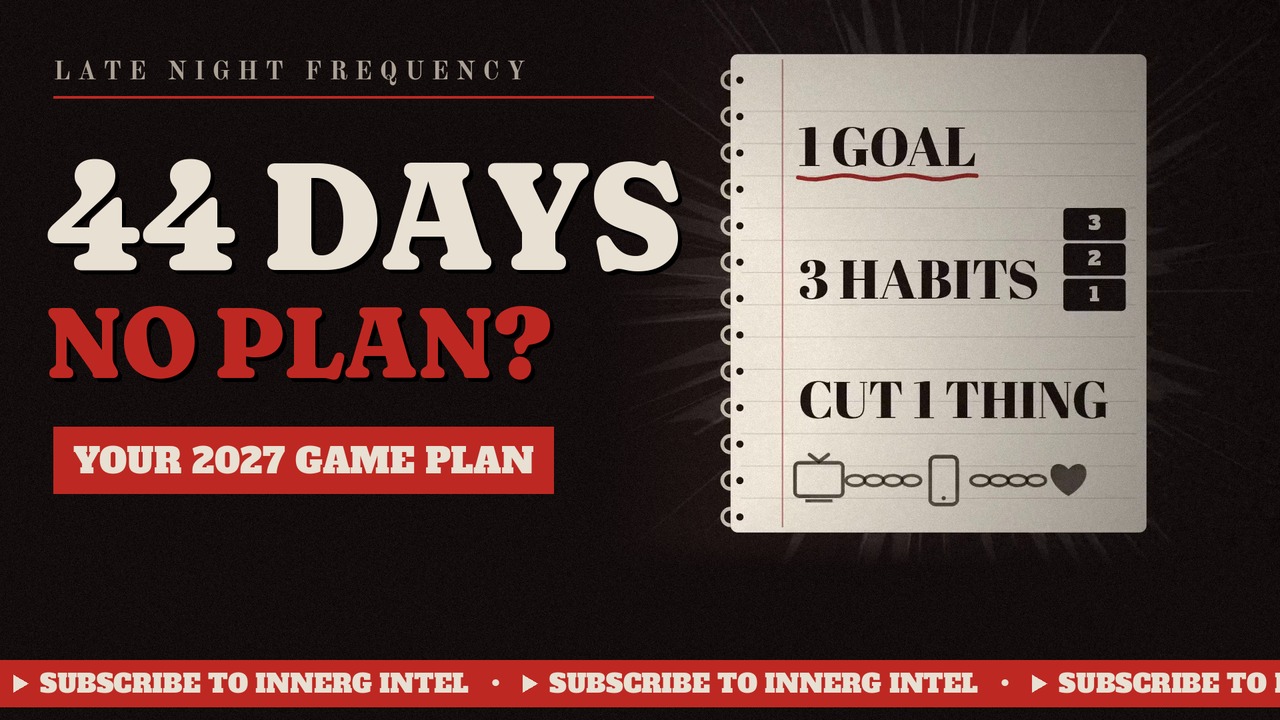 LATE NIGHT FREQUENCY
44 DAYS
NO PLAN?
YOUR 2027 GAME PLAN
1 GOAL
3 HABITS
3
2
1
CUT 1 THING
SUBSCRIBE TO INNERG INTEL • SUBSCRIBE TO INNERG INTEL • SUBSCRIBE TO